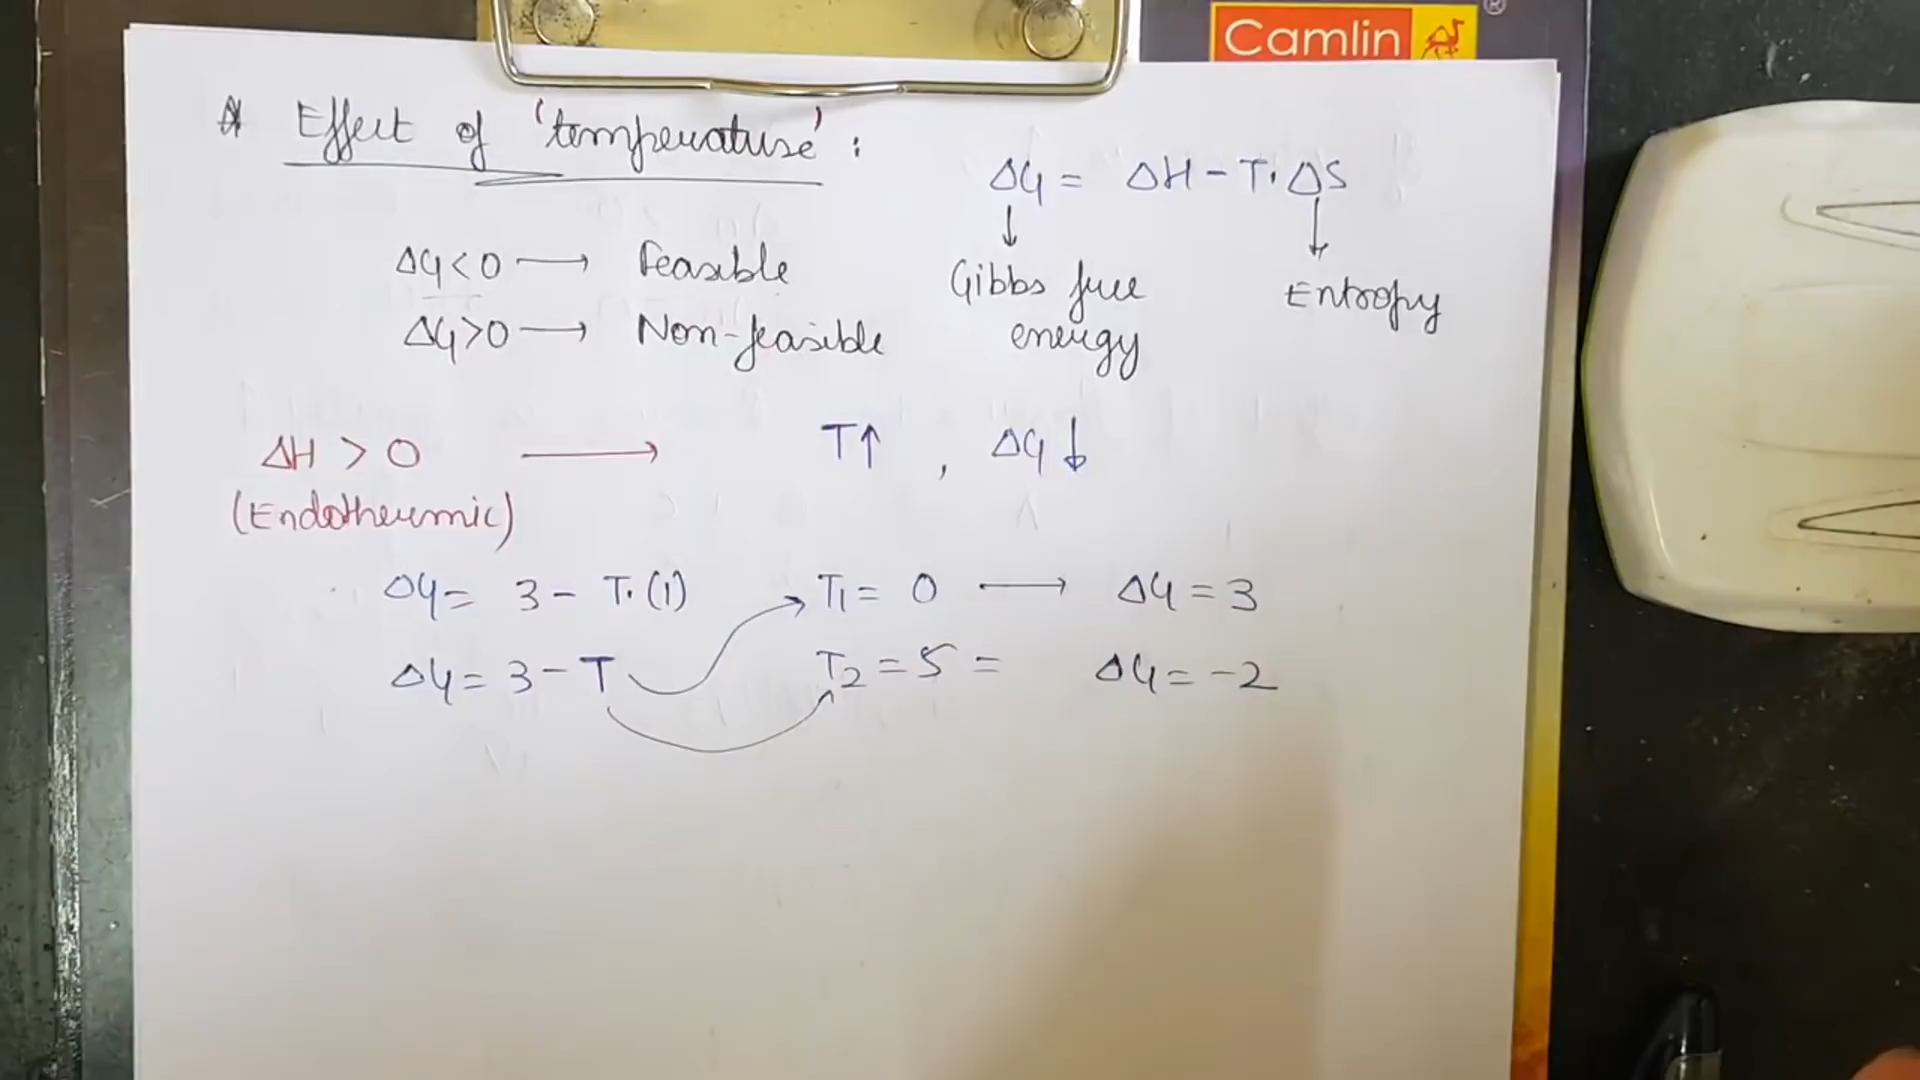 Camlin ®
* Effect of 'temperature' :
ΔG = ΔH - T. ΔS
ΔG < 0 → Feasible
Gibbs free energy
Entropy
ΔG > 0 → Non-feasible
ΔH > 0 → T↑ , ΔG↓
(Endothermic)
ΔG = 3 - T. (1)
T1 = 0 → ΔG = 3
ΔG = 3 - T
T2 = 5 = ΔG = -2